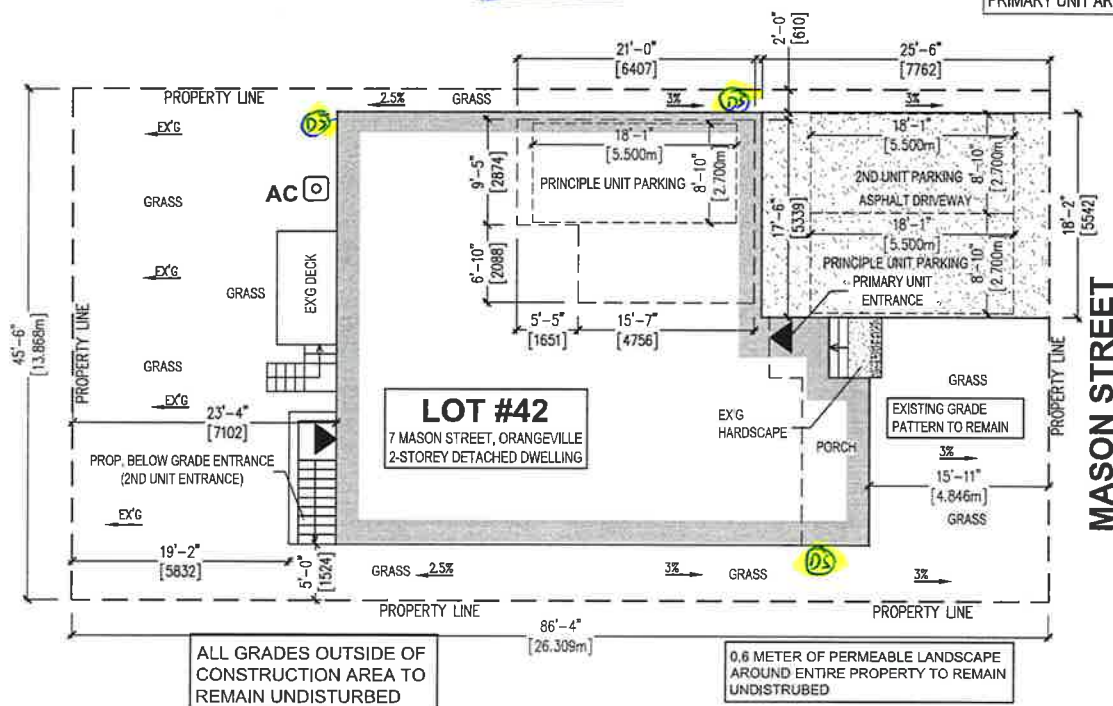 PRIMARY UNIT AR
2'-0"
[610]
21'-0"
[6407]
25'-6"
[7762]
PROPERTY LINE
2.5%
GRASS
3%
DS
3%
DS
EX'G
18'-1"
[5.500m]
9'-5"
[2874]
8'-10"
[2.700m]
PRINCIPLE UNIT PARKING
18'-1"
[5.500m]
2ND UNIT PARKING
8'-10"
[2.700m]
ASPHALT DRIVEWAY
17'-6"
[5339]
18'-2"
[5542]
AC
GRASS
18'-1"
[5.500m]
PRINCIPLE UNIT PARKING
8'-10"
[2.700m]
6'-10"
[2088]
PRIMARY UNIT
ENTRANCE
EX'G
GRASS
EX'G DECK
5'-5"
[1651]
15'-7"
[4756]
45'-6"
[13.868m]
PROPERTY LINE
GRASS
EX'G
23'-4"
[7102]
LOT #42
7 MASON STREET, ORANGEVILLE
2-STOREY DETACHED DWELLING
EX'G
HARDSCAPE
PORCH
GRASS
EXISTING GRADE
PATTERN TO REMAIN
3%
PROPERTY LINE
MASON STREET
15'-11"
[4.846m]
GRASS
PROP. BELOW GRADE ENTRANCE
(2ND UNIT ENTRANCE)
EX'G
19'-2"
[5832]
5'-0"
[1524]
GRASS
2.5%
3%
GRASS
DS
3%
PROPERTY LINE
PROPERTY LINE
86'-4"
[26.309m]
ALL GRADES OUTSIDE OF
CONSTRUCTION AREA TO
REMAIN UNDISTURBED
0.6 METER OF PERMEABLE LANDSCAPE
AROUND ENTIRE PROPERTY TO REMAIN
UNDISTRUBED